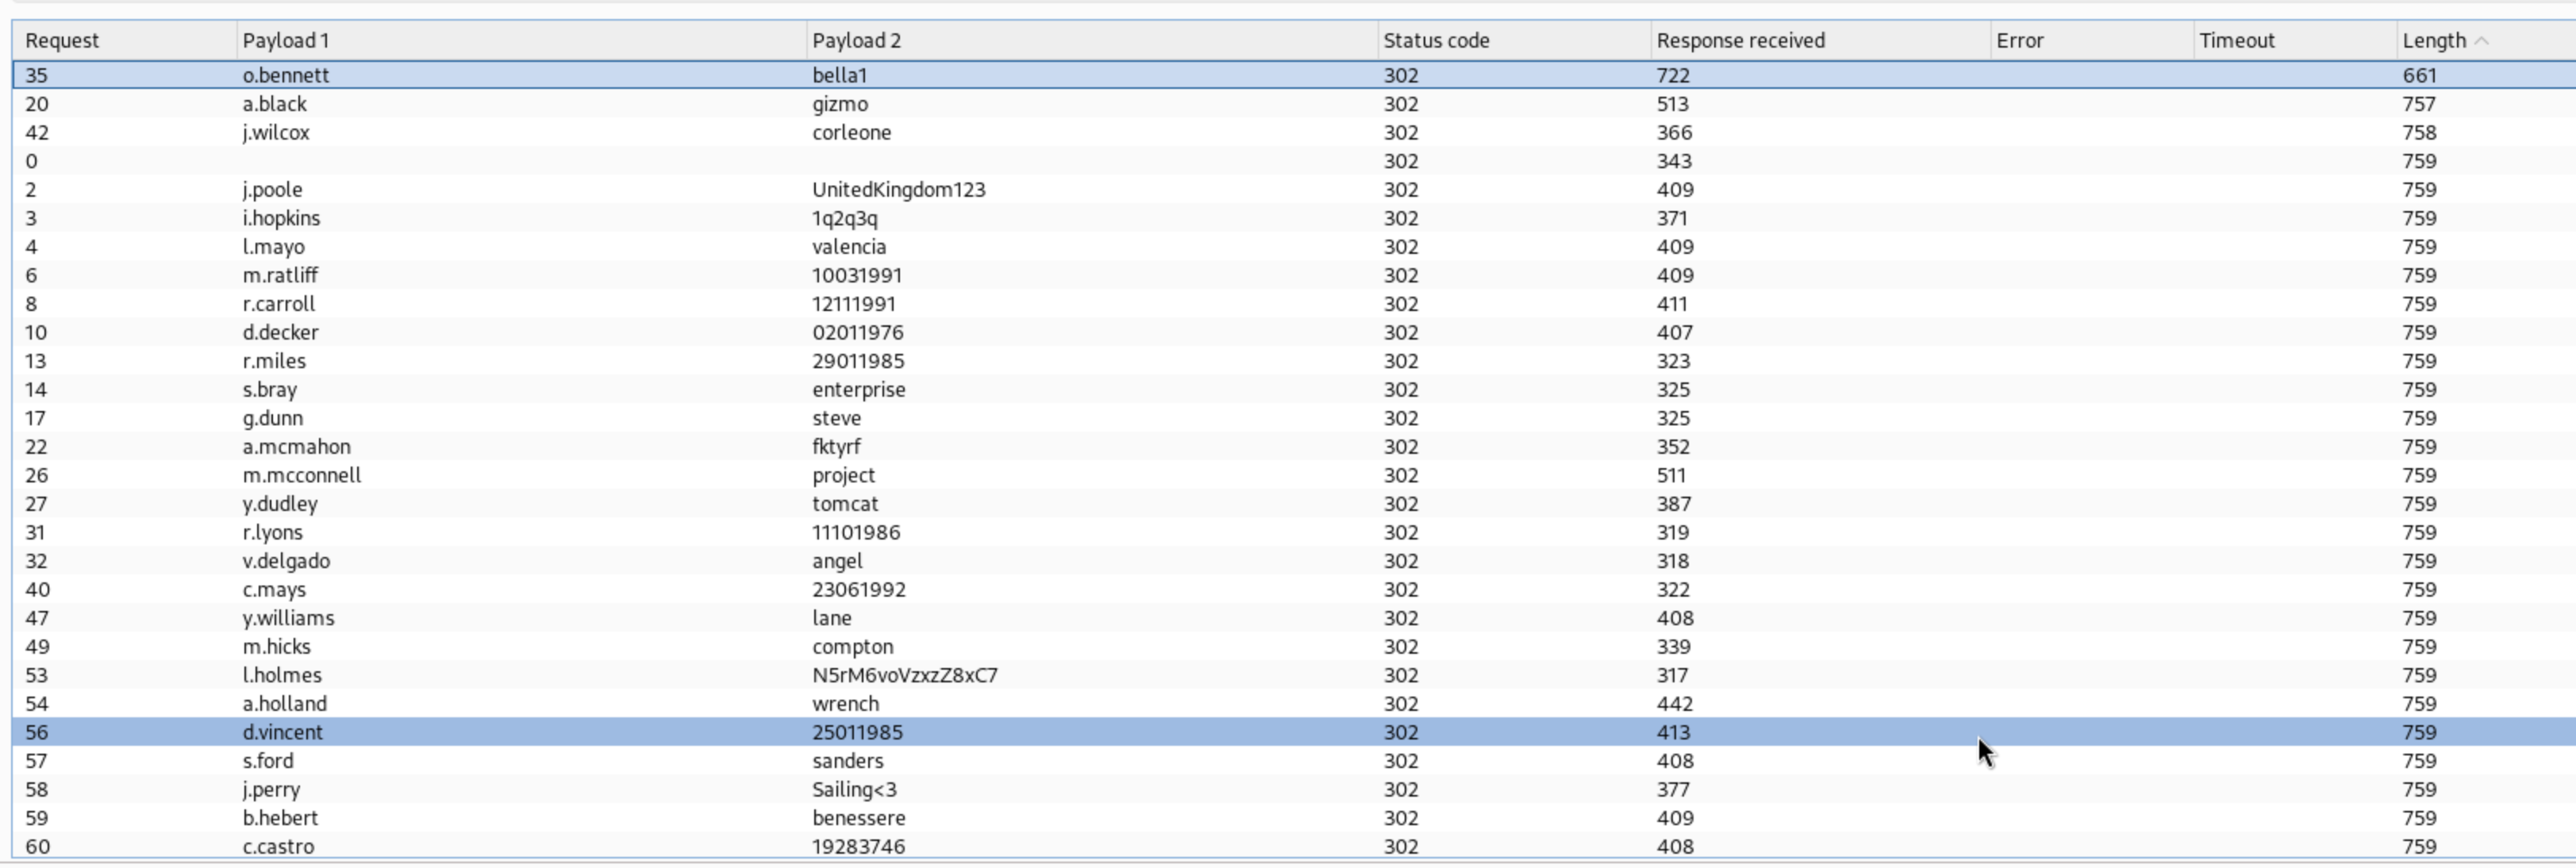 Request Payload 1 Payload 2 Status code Response received Error Timeout Length
35 o.bennett bella1 302 722 661
20 a.black gizmo 302 513 757
42 j.wilcox corleone 302 366 758
0 302 343 759
2 j.poole UnitedKingdom123 302 409 759
3 i.hopkins 1q2q3q 302 371 759
4 l.mayo valencia 302 409 759
6 m.ratliff 10031991 302 409 759
8 r.carroll 12111991 302 411 759
10 d.decker 02011976 302 407 759
13 r.miles 29011985 302 323 759
14 s.bray enterprise 302 325 759
17 g.dunn steve 302 325 759
22 a.mcmahon fktyrf 302 352 759
26 m.mcconnell project 302 511 759
27 y.dudley tomcat 302 387 759
31 r.lyons 11101986 302 319 759
32 v.delgado angel 302 318 759
40 c.mays 23061992 302 322 759
47 y.williams lane 302 408 759
49 m.hicks compton 302 339 759
53 l.holmes N5rM6voVzxzZ8xC7 302 317 759
54 a.holland wrench 302 442 759
56 d.vincent 25011985 302 413 759
57 s.ford sanders 302 408 759
58 j.perry Sailing<3 302 377 759
59 b.hebert benessere 302 409 759
60 c.castro 19283746 302 408 759